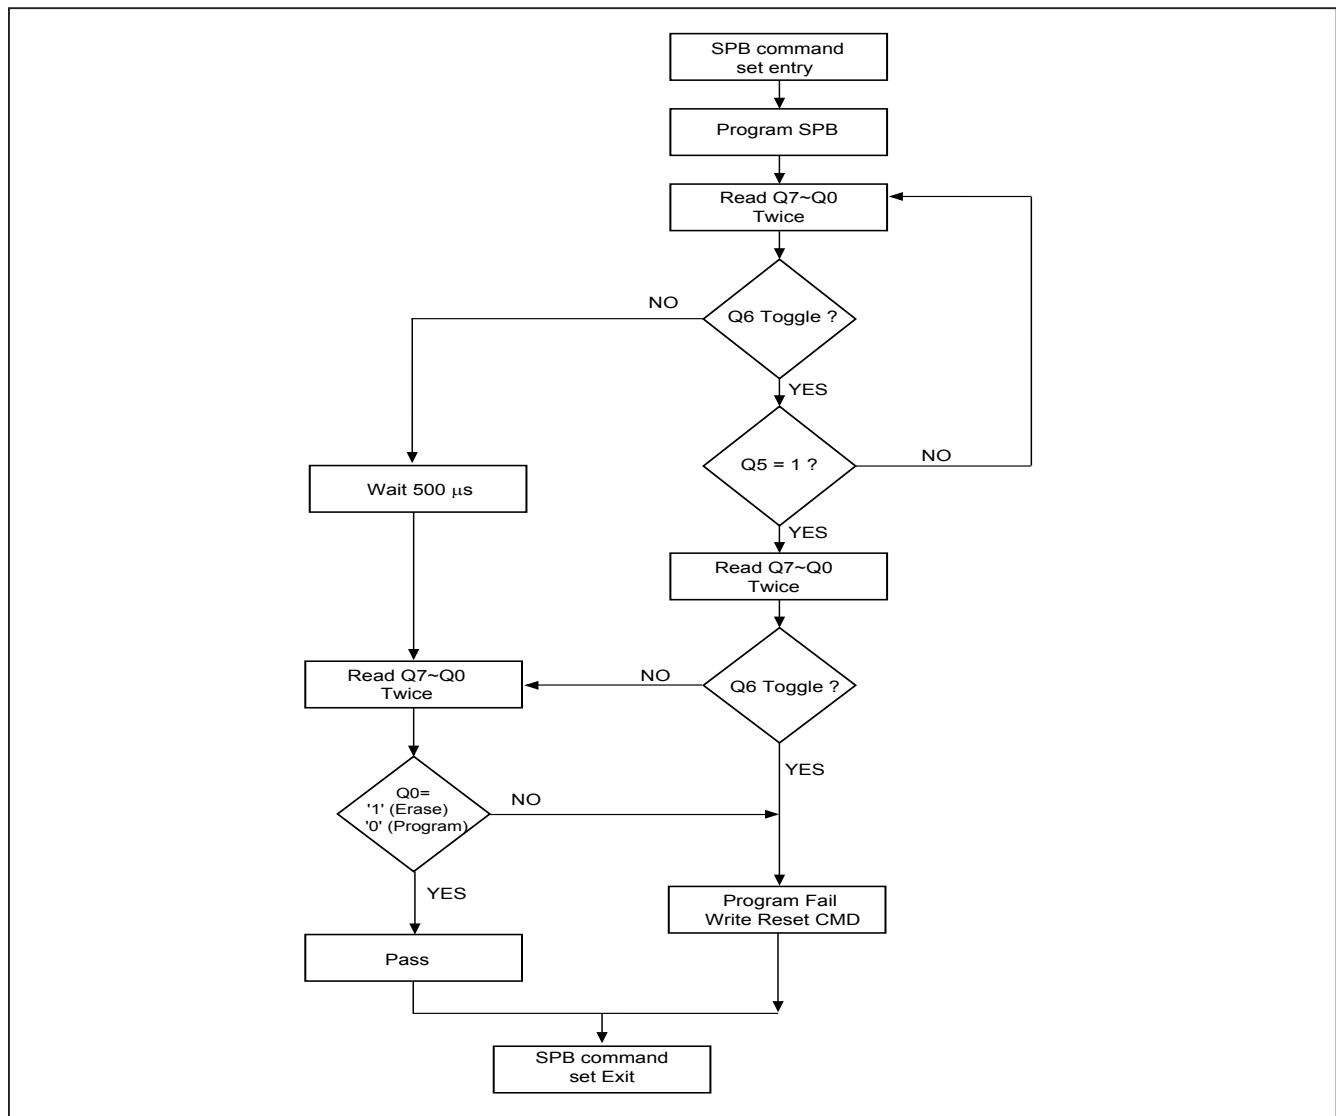 SPB command
set entry
Program SPB
Read Q7~Q0
Twice
NO
Q6 Toggle ?
YES
Q5 = 1 ?
NO
Wait 500 μs
YES
Read Q7~Q0
Twice
Read Q7~Q0
Twice
NO
Q6 Toggle ?
YES
Q0=
'1' (Erase)
'0' (Program)
NO
YES
Program Fail
Write Reset CMD
Pass
SPB command
set Exit